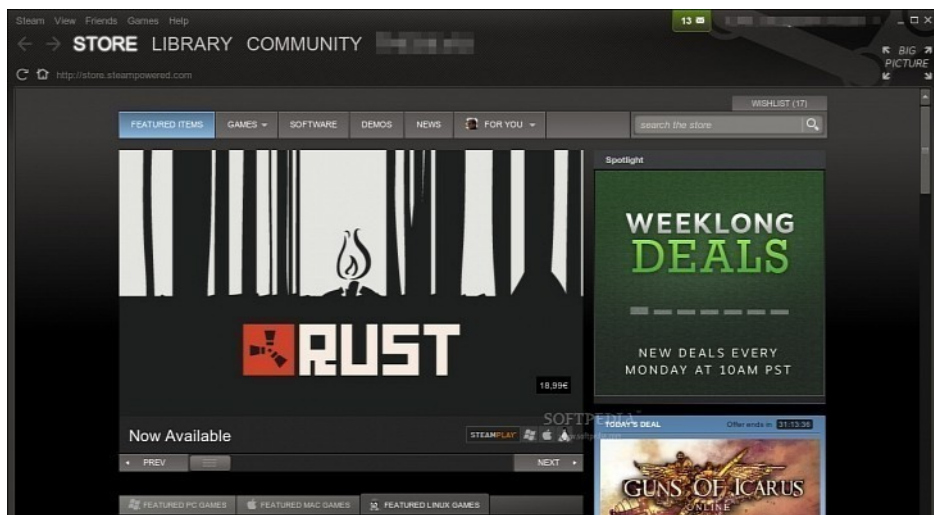 Steam View Friends Games Help
13
STORE LIBRARY COMMUNITY
BIG PICTURE
http://store.steampowered.com
WISHLIST (17)
FEATURED ITEMS GAMES SOFTWARE DEMOS NEWS FOR YOU
search the store
Spotlight
WEEKLONG
DEALS
NEW DEALS EVERY
MONDAY AT 10AM PST
RUST
18,99€
SOFTPEDIA
www.softpedia.com
Now Available
STEAMPLAY
PREV
NEXT
TODAY'S DEAL
Offer ends in 31:13:36
GUNS OF ICARUS
ONLINE
FEATURED PC GAMES FEATURED MAC GAMES FEATURED LINUX GAMES